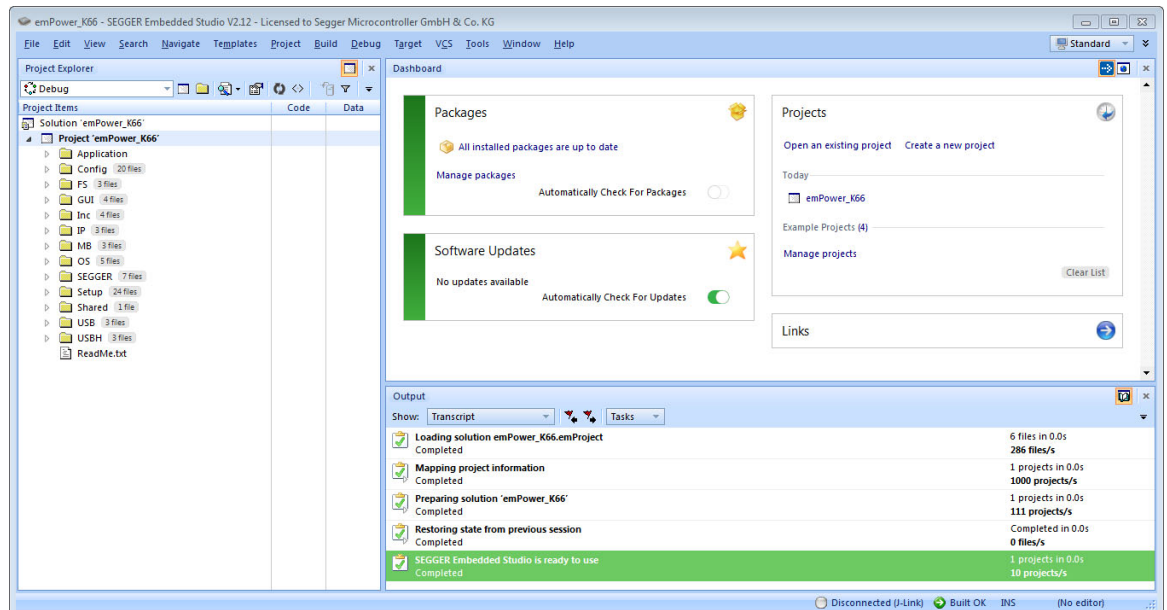 emPower_K66 - SEGGER Embedded Studio V2.12 - Licensed to Segger Microcontroller GmbH & Co. KG
File Edit View Search Navigate Templates Project Build Debug Target VCS Tools Window Help
Standard
Project Explorer
Debug
Project Items Code Data
Solution 'emPower_K66'
Project 'emPower_K66'
Application
Config 20 files
FS 3 files
GUI 4 files
Inc 4 files
IP 3 files
MB 3 files
OS 5 files
SEGGER 7 files
Setup 24 files
Shared 1 file
USB 3 files
USBH 3 files
ReadMe.txt
Dashboard
Packages
All installed packages are up to date
Manage packages
Automatically Check For Packages
Software Updates
No updates available
Automatically Check For Updates
Projects
Open an existing project Create a new project
Today
emPower_K66
Example Projects (4)
Manage projects
Clear List
Links
Output
Show: Transcript Tasks
Loading solution emPower_K66.emProject 6 files in 0.0s
Completed 286 files/s
Mapping project information 1 projects in 0.0s
Completed 1000 projects/s
Preparing solution 'emPower_K66' 1 projects in 0.0s
Completed 111 projects/s
Restoring state from previous session Completed in 0.0s
Completed 0 files/s
SEGGER Embedded Studio is ready to use 1 projects in 0.0s
Completed 10 projects/s
Disconnected (J-Link) Built OK INS (No editor)